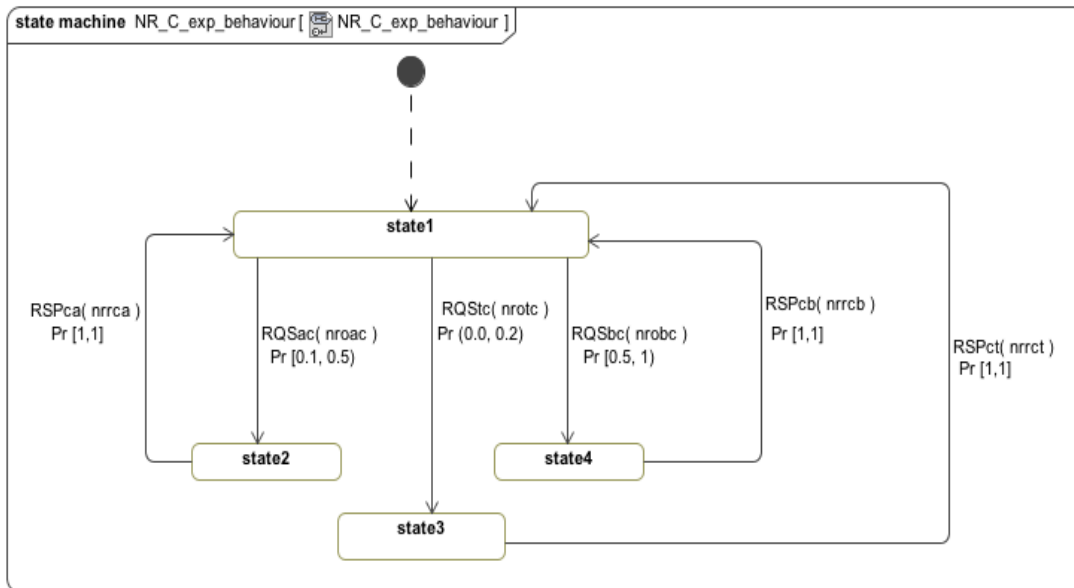 state machine NR_C_exp_behaviour [ NR_C_exp_behaviour ]
state1
RSPca( nrrca )
Pr [1,1]
RQSac( nroac )
Pr [0.1, 0.5)
RQStc( nrotc )
Pr (0.0, 0.2)
RQSbc( nrobc )
Pr [0.5, 1)
RSPcb( nrrcb )
Pr [1,1]
RSPct( nrrct )
Pr [1,1]
state2
state4
state3